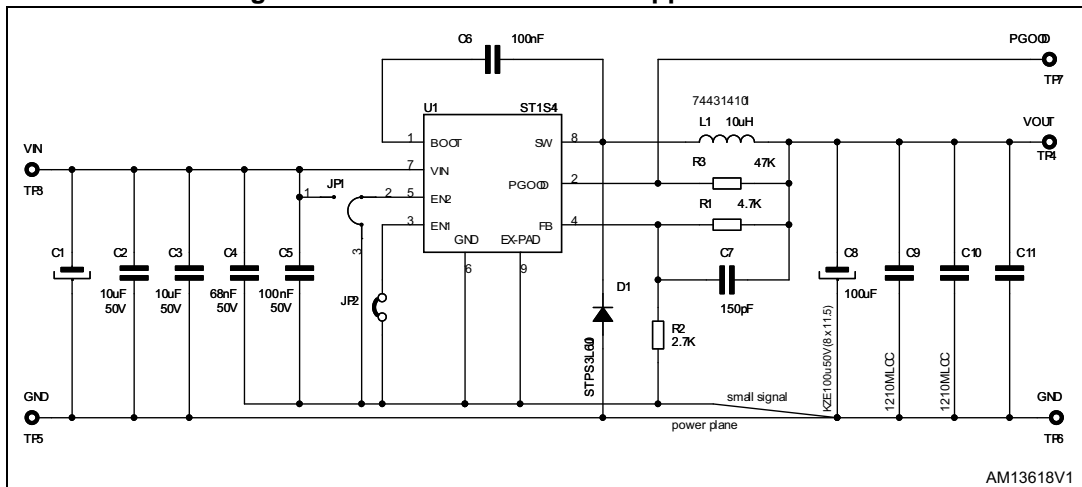 C6 100nF
PGOOD
TP7
744314101
U1 ST1S4
L1 10uH
VOUT
1 BOOT SW 8
TP4
VIN
7 VIN
R3 47K
TP3
JP1
1 2 5 EN2 PGOOD 2
R1 4.7K
3 EN1 FB 4
GND EX-PAD
C7
3
6 9
C1 C2 C3 C4 C5
C8 C9 C10 C11
D1
10uF 10uF 68nF 100nF
50V 50V 50V 50V
JP2
150pF
100uF
R2
2.7K
STPS3L60
KZE100u50V(8x11.5)
1210MLCC
1210MLCC
GND
small signal
GND
power plane
TP5
TP6
AM13618V1